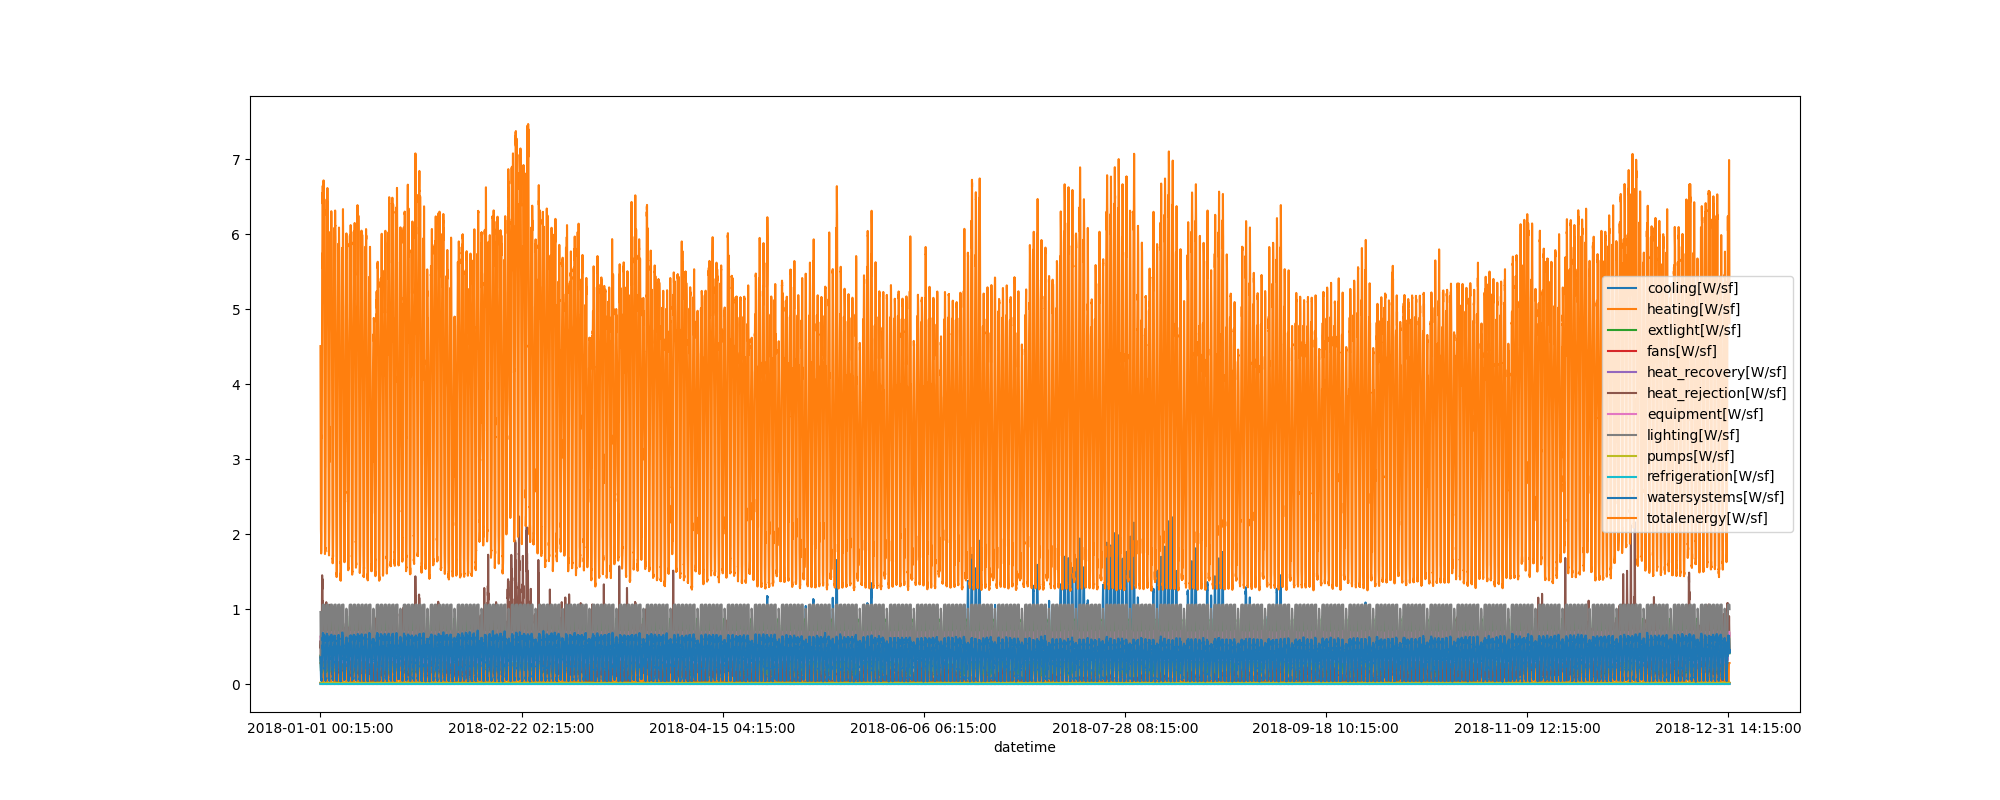 7
6
5
4
3
2
1
0
cooling[W/sf]
heating[W/sf]
extlight[W/sf]
fans[W/sf]
heat_recovery[W/sf]
heat_rejection[W/sf]
equipment[W/sf]
lighting[W/sf]
pumps[W/sf]
refrigeration[W/sf]
watersystems[W/sf]
totalenergy[W/sf]
2018-01-01 00:15:00 2018-02-22 02:15:00 2018-04-15 04:15:00 2018-06-06 06:15:00 2018-07-28 08:15:00 2018-09-18 10:15:00 2018-11-09 12:15:00 2018-12-31 14:15:00
datetime